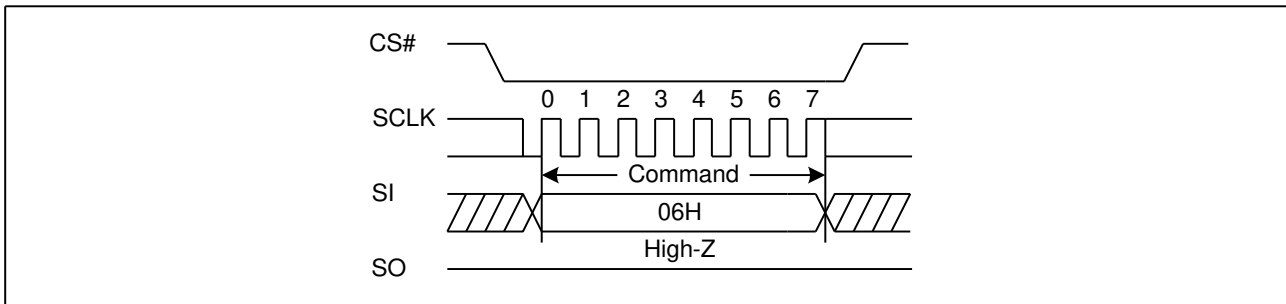 CS#
0 1 2 3 4 5 6 7
SCLK
Command
SI
06H
High-Z
SO